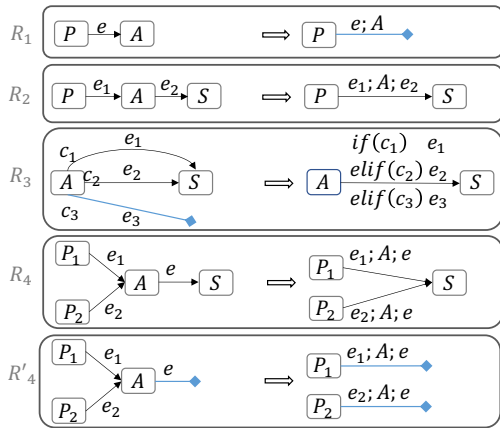 R₁ P e A ⇒ P e; A
R₂ P e₁ A e₂ S ⇒ P e₁; A; e₂ S
e₁ if(c₁) e₁
c₁
R₃ A c₂ e₂ S ⇒ A elif(c₂) e₂ S
c₃ e₃ elif(c₃) e₃
P₁ e₁ e₁; A; e
R₄ A e S ⇒ P₁ S
P₂ e₂ P₂ e₂; A; e
P₁ e₁ e₁; A; e
R'₄ A e ⇒ P₁
e₂ e₂; A; e
P₂ P₂